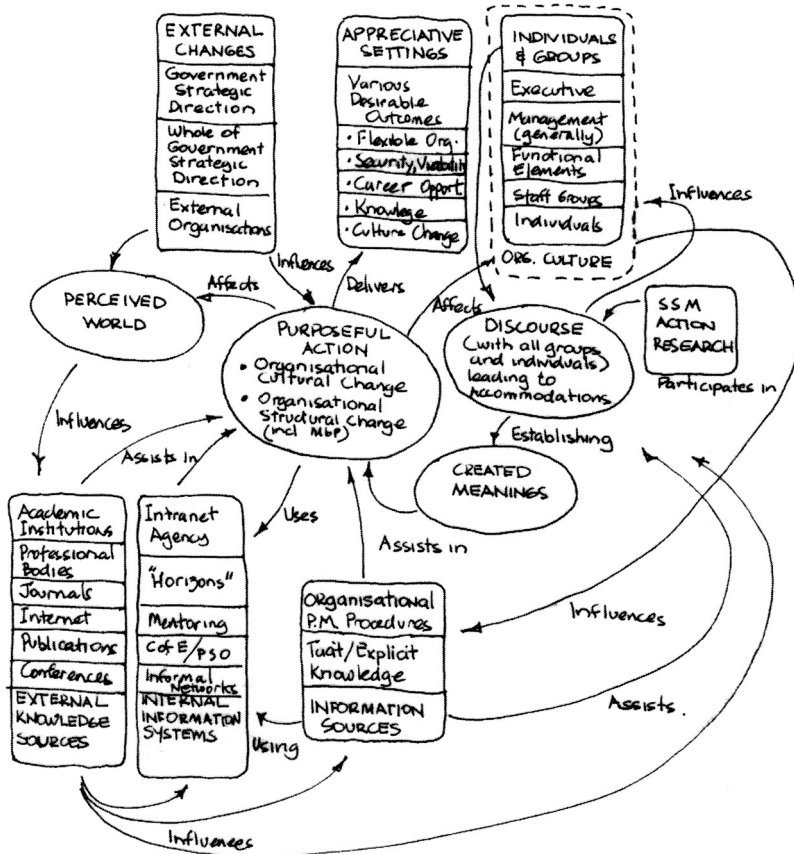 EXTERNAL
CHANGES
Government
Strategic
Direction
Whole of
Government
Strategic
Direction
External
Organisations
APPRECIATIVE
SETTINGS
Various
Desirable
Outcomes
• Flexible Org.
• Security, Viability
• Career Opport
• Knowlege
• Culture Change
INDIVIDUALS
& GROUPS
Executive
Management
(generally)
Functional
Elements
Staff Groups
Individuals
ORG. CULTURE
Influences
Affects
Influences
Delivers
Affects
PERCEIVED
WORLD
PURPOSEFUL
ACTION
• Organisational
Cultural Change
• Organisational
Structural Change
(incl MbP)
DISCOURSE
(with all groups
and individuals)
leading to
Accommodations
SSM
ACTION
RESEARCH
Participates in
Influences
Assists in
Uses
Establishing
CREATED
MEANINGS
Assists in
Academic
Institutions
Professional
Bodies
Journals
Internet
Publications
Conferences
EXTERNAL
KNOWLEDGE
SOURCES
Intranet
Agency
"Horizons"
Mentoring
CofE/PSO
Informal
Networks
INTERNAL
INFORMATION
SYSTEMS
ORGANISATIONAL
P.M. Procedures
Tacit/Explicit
Knowledge
INFORMATION
SOURCES
Influences
Assists.
Using
Influences